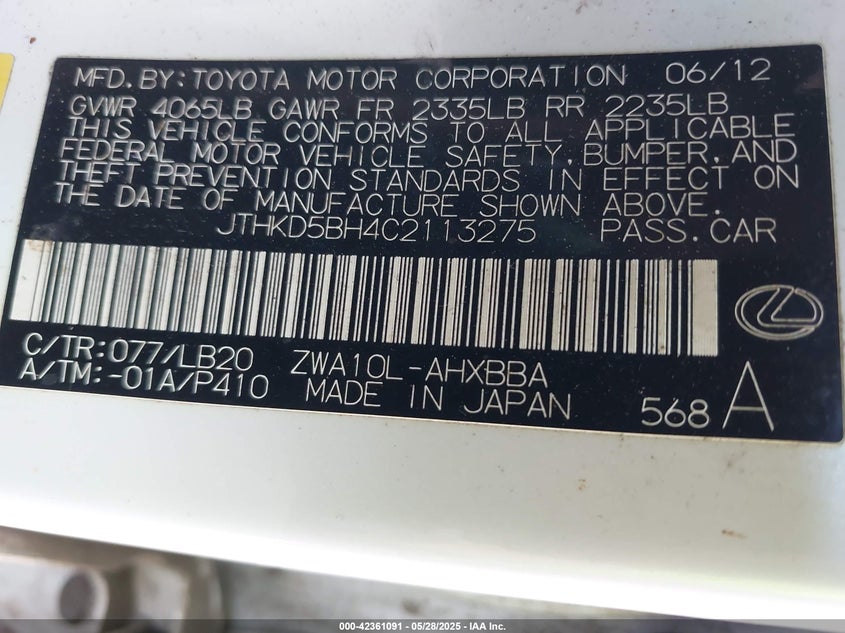 MFD. BY: TOYOTA MOTOR CORPORATION 06/12
GVWR 4065LB GAWR FR 2335LB RR 2235LB
THIS VEHICLE CONFORMS TO ALL APPLICABLE
FEDERAL MOTOR VEHICLE SAFETY, BUMPER, AND
THEFT PREVENTION STANDARDS IN EFFECT ON
THE DATE OF MANUFACTURE SHOWN ABOVE.
JTHKD5BH4C2113275 PASS. CAR
C/TR: 077/LB20 ZWA10L-AHXBBA
A/TM: -01A/P410 MADE IN JAPAN 568 A
000-42361091 - 05/28/2025 - IAA Inc.